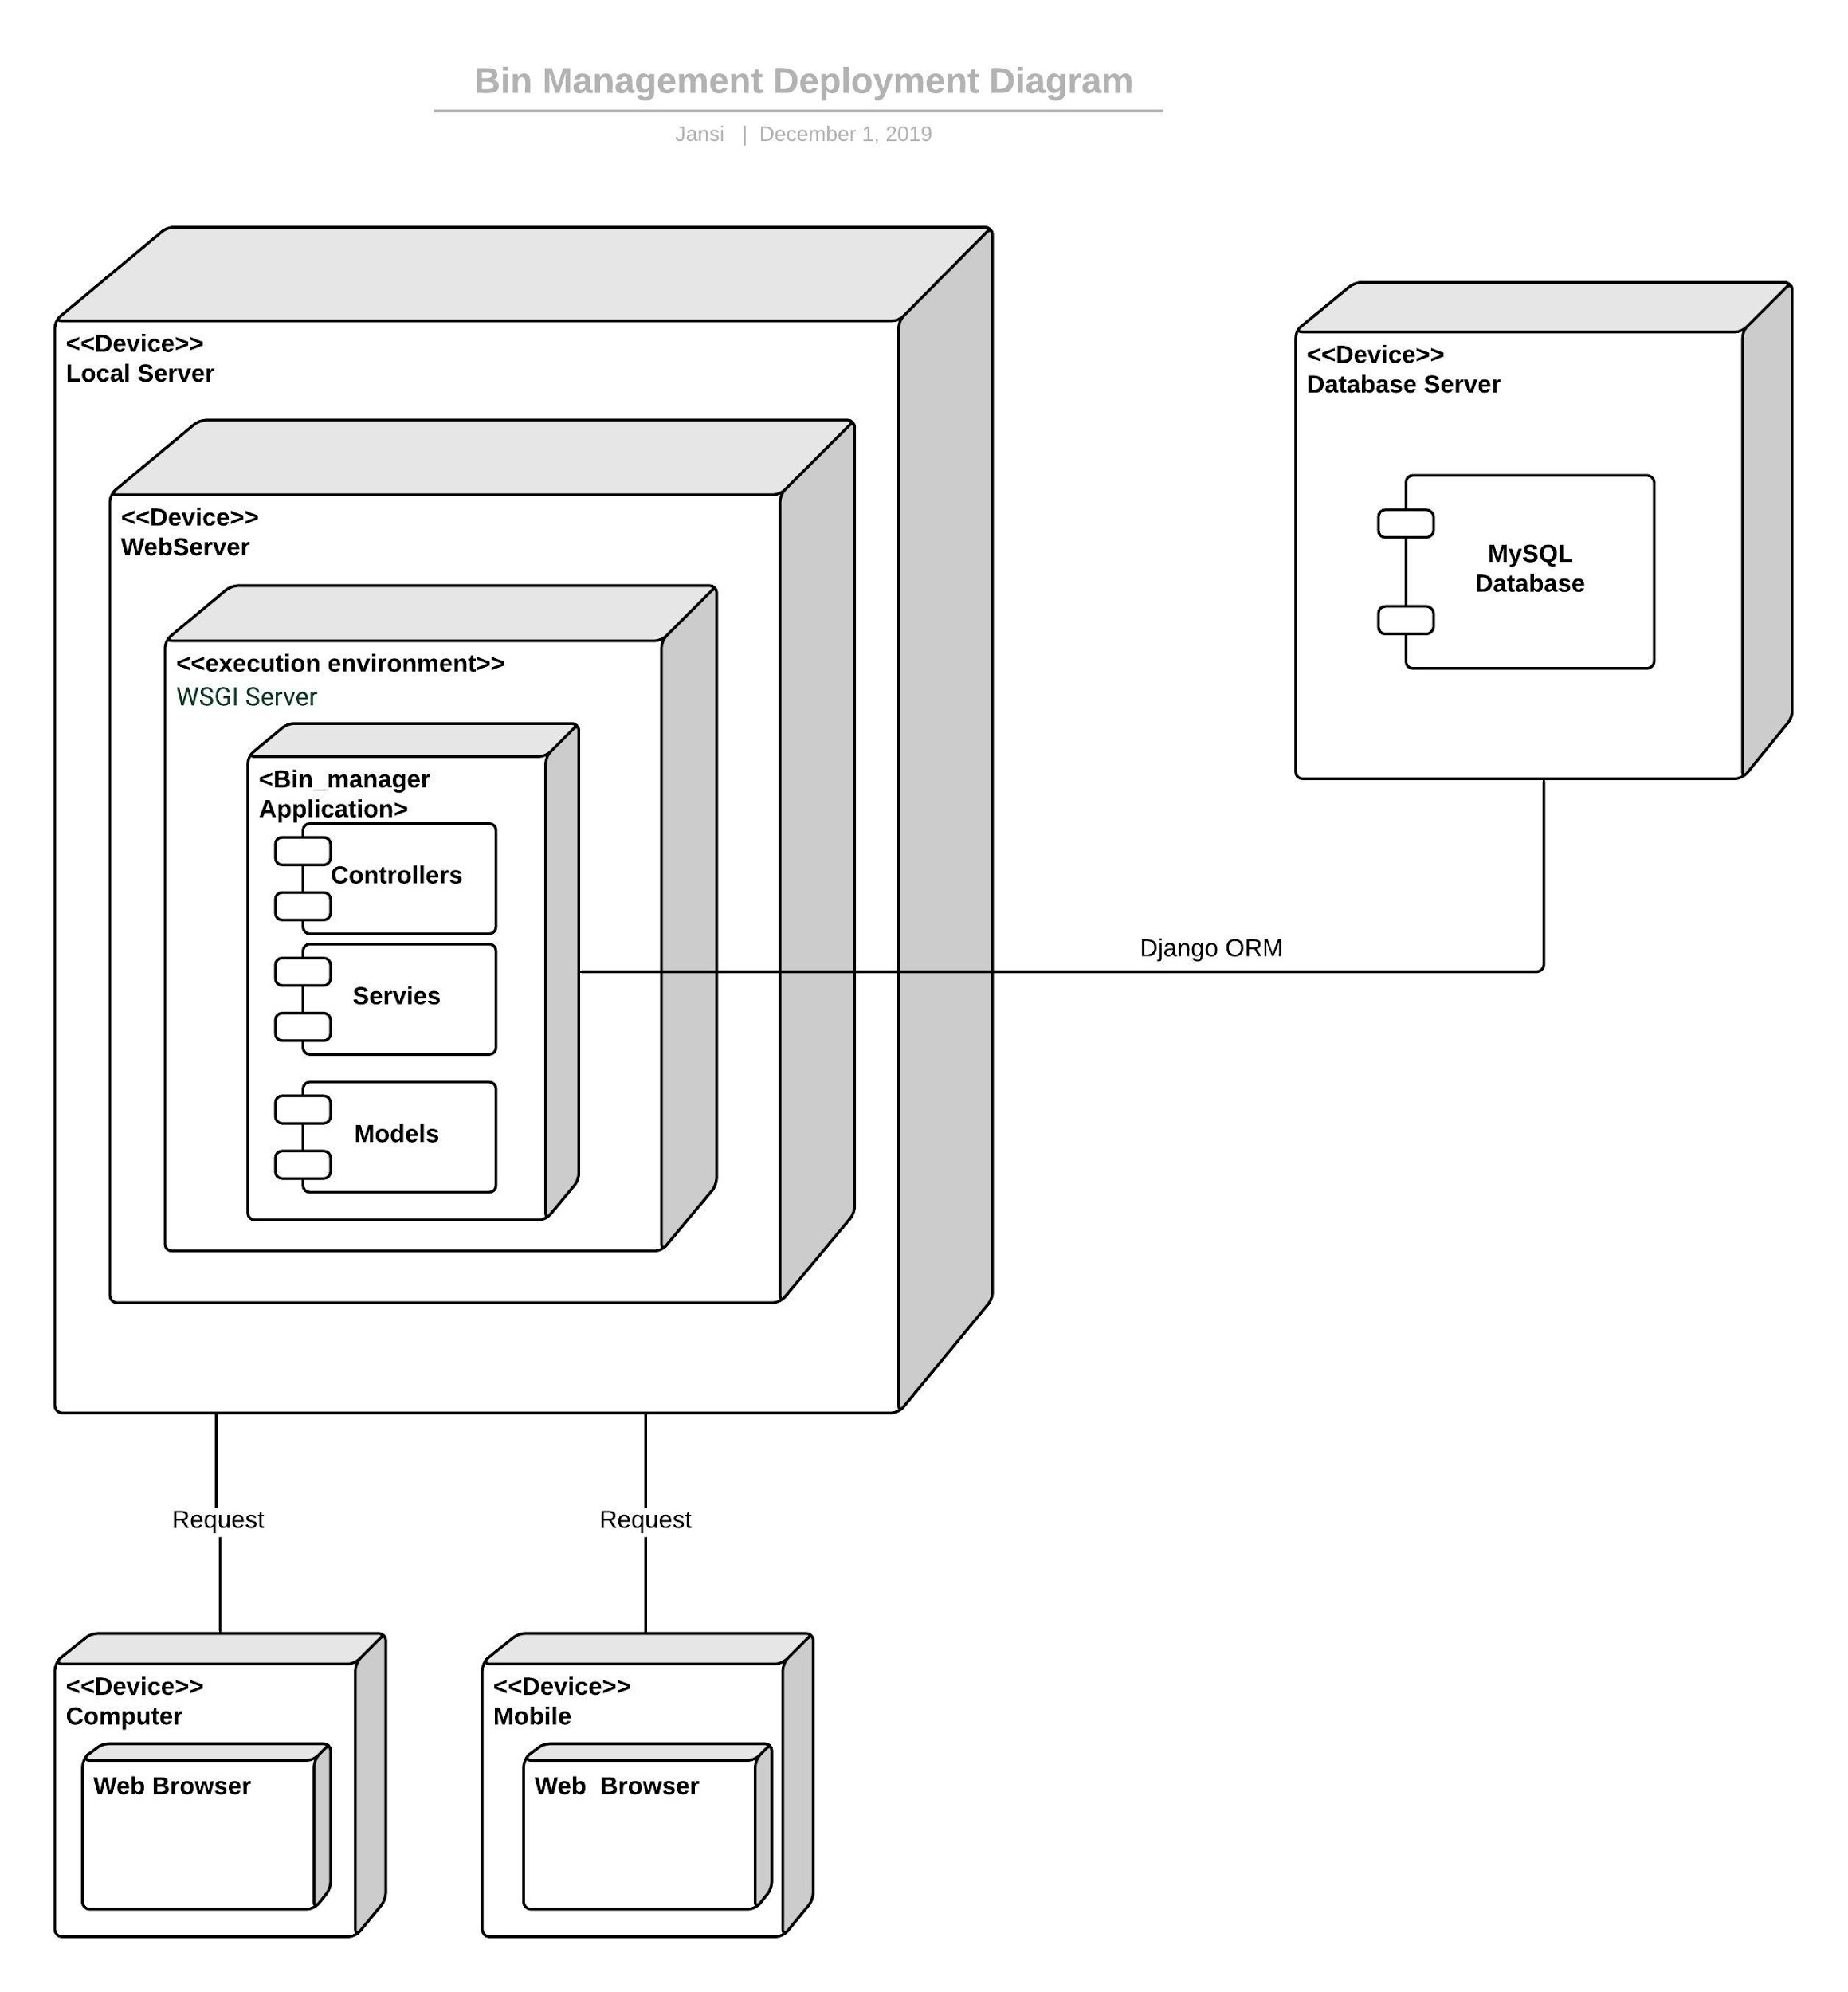 Bin Management Deployment Diagram
Jansi | December 1, 2019
<<Device>>
Local Server
<<Device>>
WebServer
<<execution environment>>
WSGI Server
<Bin_manager
Application>
Controllers
Servies
Models
<<Device>>
Database Server
MySQL
Database
Django ORM
Request
Request
<<Device>>
Computer
Web Browser
<<Device>>
Mobile
Web  Browser